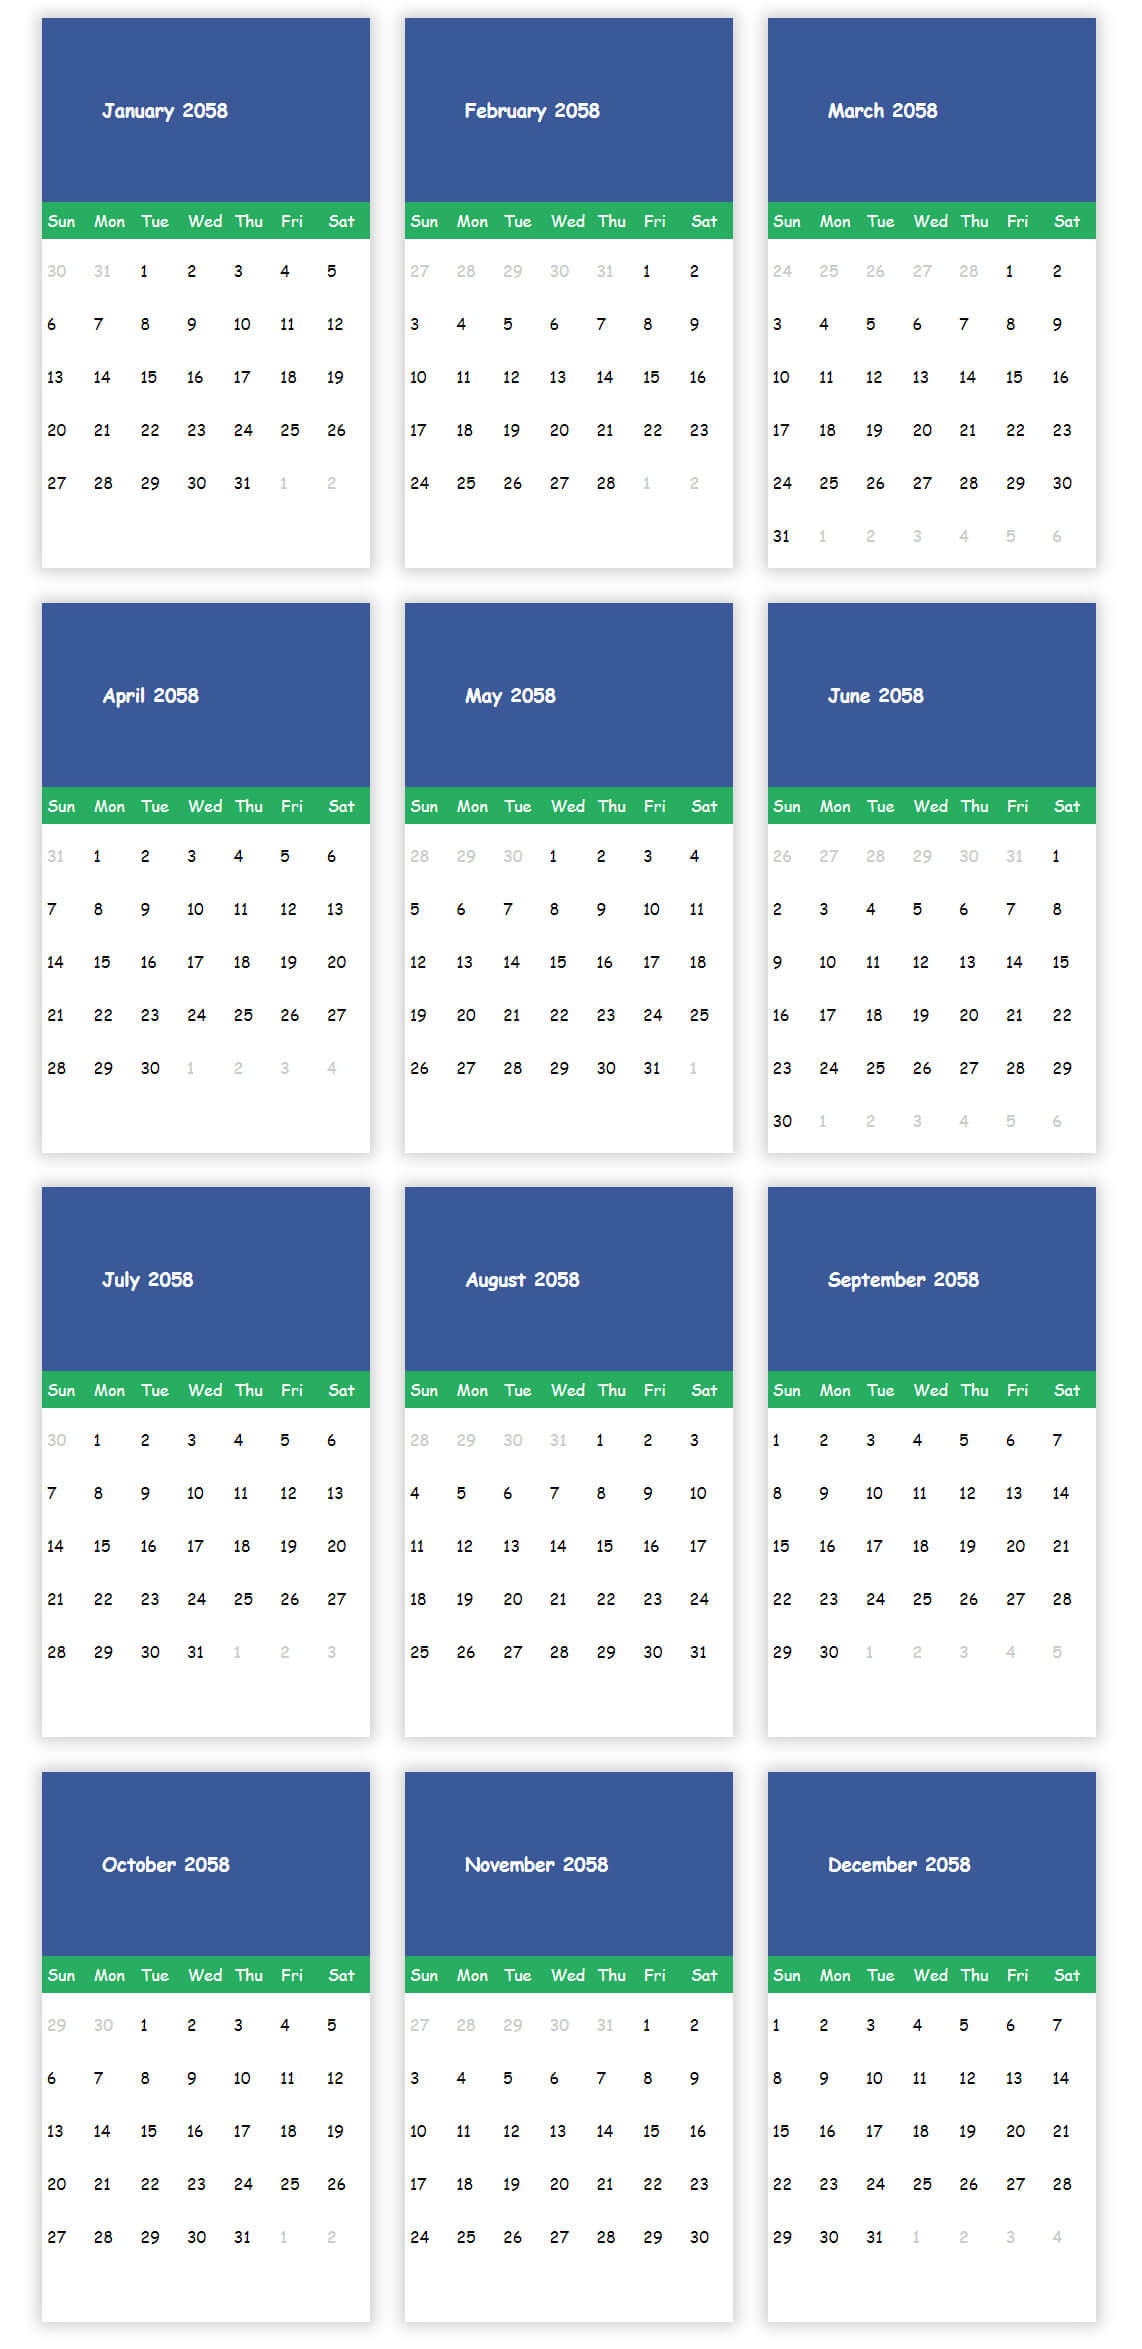 January 2058
Sun Mon Tue Wed Thu Fri Sat
30 31 1 2 3 4 5
6 7 8 9 10 11 12
13 14 15 16 17 18 19
20 21 22 23 24 25 26
27 28 29 30 31 1 2
February 2058
Sun Mon Tue Wed Thu Fri Sat
27 28 29 30 31 1 2
3 4 5 6 7 8 9
10 11 12 13 14 15 16
17 18 19 20 21 22 23
24 25 26 27 28 1 2
March 2058
Sun Mon Tue Wed Thu Fri Sat
24 25 26 27 28 1 2
3 4 5 6 7 8 9
10 11 12 13 14 15 16
17 18 19 20 21 22 23
24 25 26 27 28 29 30
31 1 2 3 4 5 6
April 2058
Sun Mon Tue Wed Thu Fri Sat
31 1 2 3 4 5 6
7 8 9 10 11 12 13
14 15 16 17 18 19 20
21 22 23 24 25 26 27
28 29 30 1 2 3 4
May 2058
Sun Mon Tue Wed Thu Fri Sat
28 29 30 1 2 3 4
5 6 7 8 9 10 11
12 13 14 15 16 17 18
19 20 21 22 23 24 25
26 27 28 29 30 31 1
June 2058
Sun Mon Tue Wed Thu Fri Sat
26 27 28 29 30 31 1
2 3 4 5 6 7 8
9 10 11 12 13 14 15
16 17 18 19 20 21 22
23 24 25 26 27 28 29
30 1 2 3 4 5 6
July 2058
Sun Mon Tue Wed Thu Fri Sat
30 1 2 3 4 5 6
7 8 9 10 11 12 13
14 15 16 17 18 19 20
21 22 23 24 25 26 27
28 29 30 31 1 2 3
August 2058
Sun Mon Tue Wed Thu Fri Sat
28 29 30 31 1 2 3
4 5 6 7 8 9 10
11 12 13 14 15 16 17
18 19 20 21 22 23 24
25 26 27 28 29 30 31
September 2058
Sun Mon Tue Wed Thu Fri Sat
1 2 3 4 5 6 7
8 9 10 11 12 13 14
15 16 17 18 19 20 21
22 23 24 25 26 27 28
29 30 1 2 3 4 5
October 2058
Sun Mon Tue Wed Thu Fri Sat
29 30 1 2 3 4 5
6 7 8 9 10 11 12
13 14 15 16 17 18 19
20 21 22 23 24 25 26
27 28 29 30 31 1 2
November 2058
Sun Mon Tue Wed Thu Fri Sat
27 28 29 30 31 1 2
3 4 5 6 7 8 9
10 11 12 13 14 15 16
17 18 19 20 21 22 23
24 25 26 27 28 29 30
December 2058
Sun Mon Tue Wed Thu Fri Sat
1 2 3 4 5 6 7
8 9 10 11 12 13 14
15 16 17 18 19 20 21
22 23 24 25 26 27 28
29 30 31 1 2 3 4